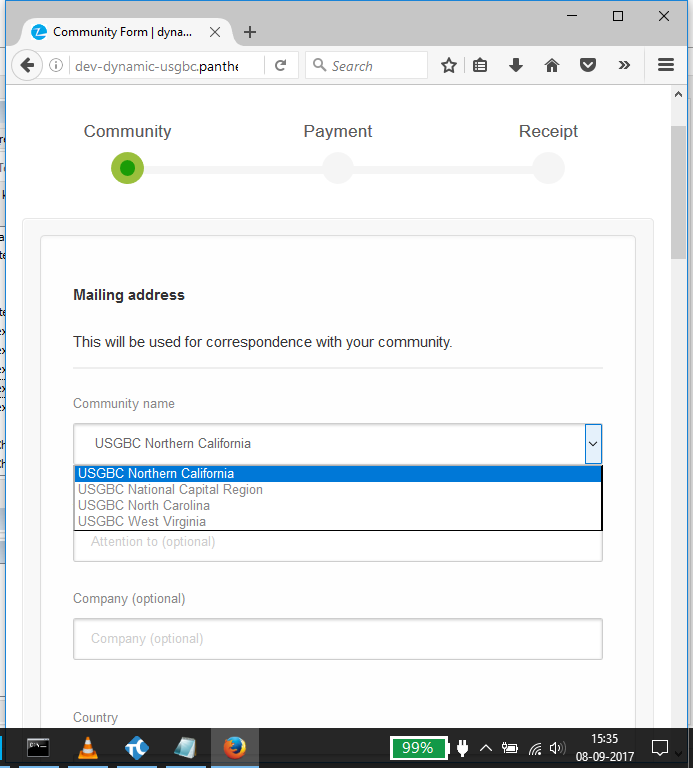 Community Form | dyna...
dev-dynamic-usgbc.panthe
Search
Community
Payment
Receipt
Mailing address
This will be used for correspondence with your community.
Community name
USGBC Northern California
USGBC Northern California
USGBC National Capital Region
USGBC North Carolina
USGBC West Virginia
Attention to (optional)
Company (optional)
Company (optional)
Country
99%
15:35
08-09-2017